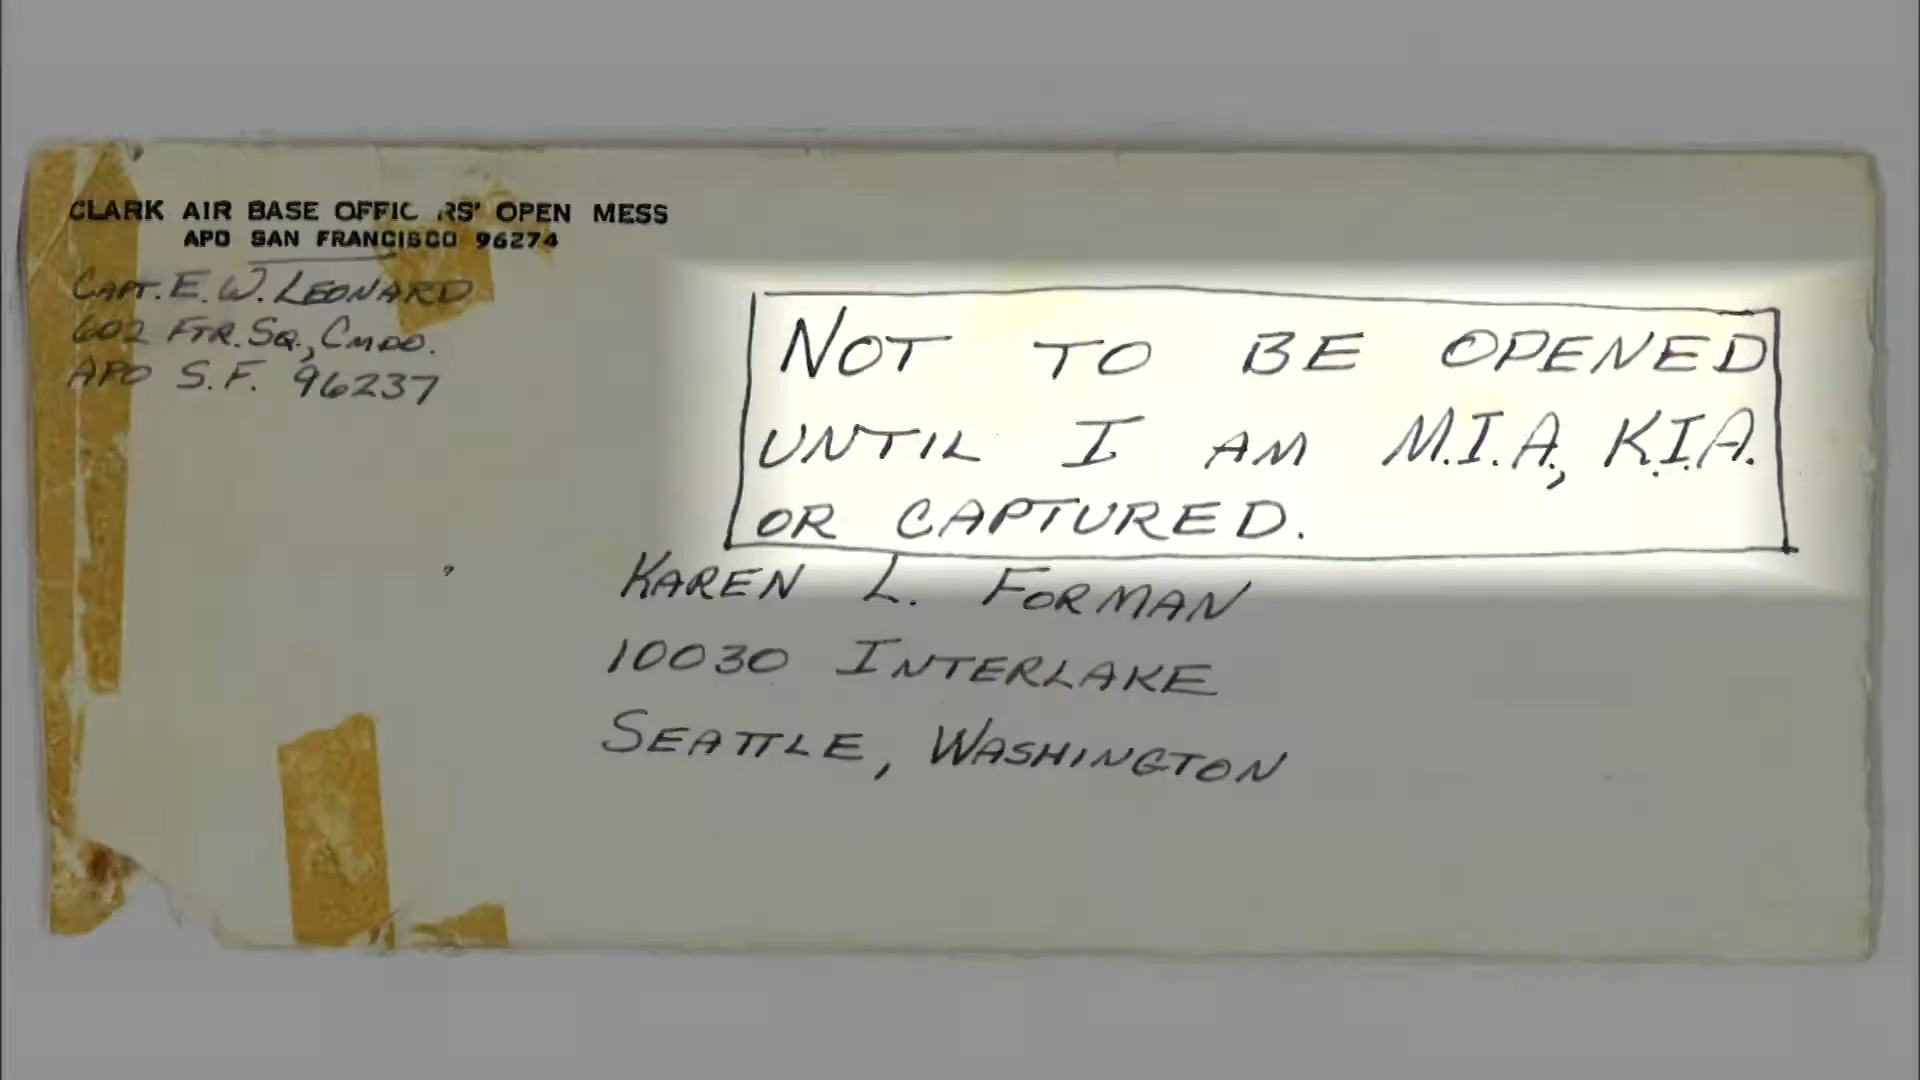 CLARK AIR BASE OFFIC RS' OPEN MESS
APO SAN FRANCISCO 96274
CAPT. E. W. LEONARD
602 FTR. SQ., CMDO.
APO S. F. 96237
NOT TO BE OPENED
UNTIL I AM M.I.A., K.I.A.
OR CAPTURED.
KAREN L. FORMAN
10030 INTERLAKE
SEATTLE, WASHINGTON